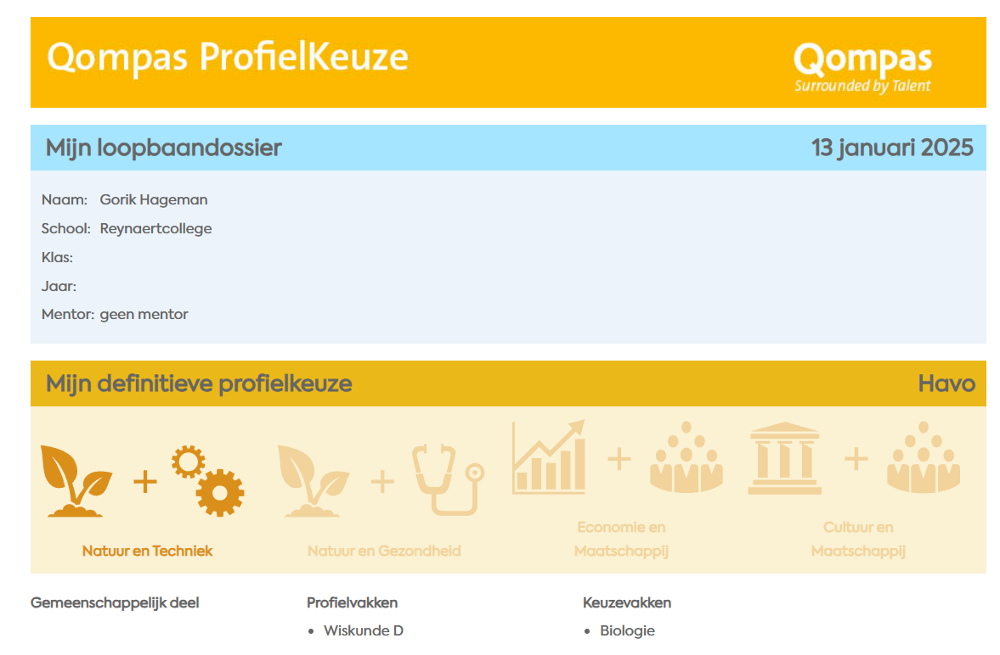 Qompas ProfielKeuze
Qompas
Surrounded by Talent
Mijn loopbaandossier 13 januari 2025
Naam: Gorik Hageman
School: Reynaertcollege
Klas:
Jaar:
Mentor: geen mentor
Mijn definitieve profielkeuze Havo
Natuur en Techniek
Natuur en Gezondheid
Economie en
Maatschappij
Cultuur en
Maatschappij
Gemeenschappelijk deel
Profielvakken
• Wiskunde D
Keuzevakken
• Biologie